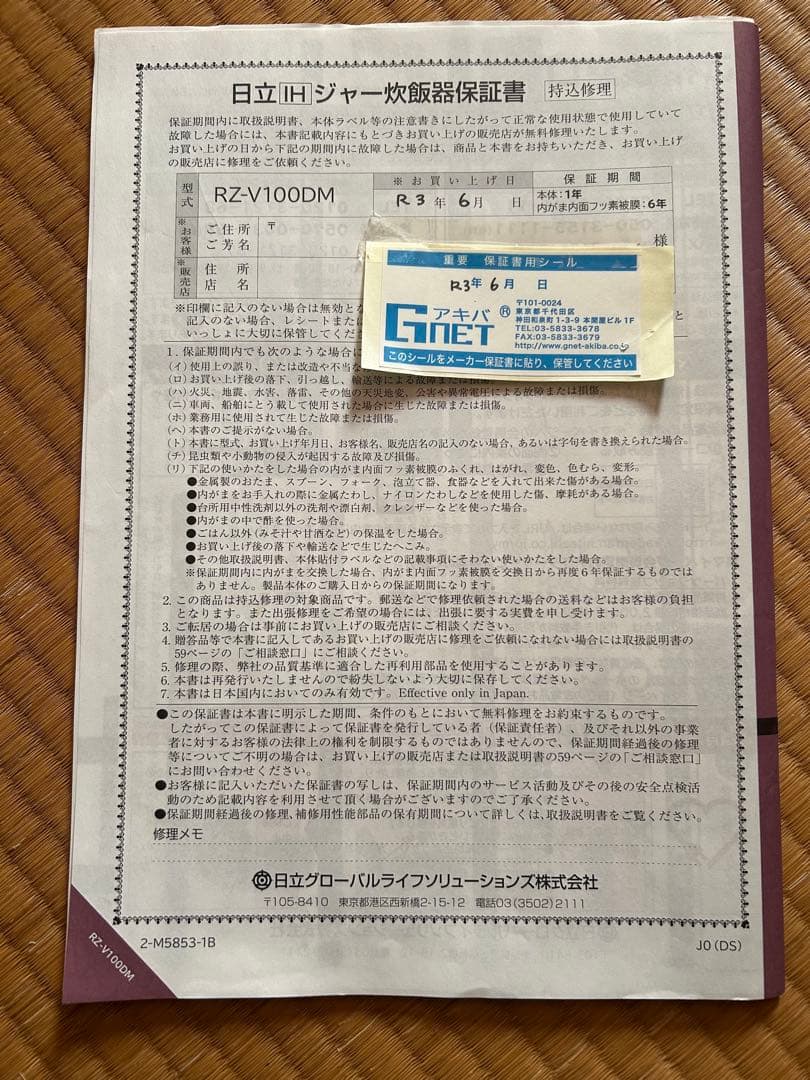 日立IHジャー炊飯器保証書 持込修理
保証期間内に取扱説明書、本体ラベル等の注意書きにしたがって正常な使用状態で使用していて
故障した場合には、本書記載内容にもとづきお買い上げの販売店が無料修理いたします。
お買い上げの日から下記の期間内に故障した場合は、商品と本書をお持ちいただき、お買い上げ
の販売店に修理をご依頼ください。
型式 RZ-V100DM
※お買い上げ日
R3年 6月 日
保証期間
本体:1年
内がま内面フッ素被膜:6年
※お客様
ご住所 〒
ご芳名
様
※販売店
住所
店名
重要 保証書用シール
R3年 6月 日
アキバ
GNET ®
〒101-0024
東京都千代田区
神田和泉町1-3-9 本間屋ビル1F
TEL:03-5833-3678
FAX:03-5833-3679
http://www.gnet-akiba.co
このシールをメーカー保証書に貼り、保管してください
※印欄に記入のない場合は無効とな
記入のない場合、レシートまたは
いっしょに大切に保管してくださ
1. 保証期間内でも次のような場合に
(イ)使用上の誤り、または改造や不当な
(ロ)お買い上げ後の落下、引っ越し、輸送等による故障または損傷。
(ハ)火災、地震、水害、落雷、その他の天災地変、公害や異常電圧による故障または損傷。
(ニ)車両、船舶にとう載して使用された場合に生じた故障または損傷。
(ホ)業務用に使用されて生じた故障または損傷。
(ヘ)本書のご提示がない場合。
(ト)本書に型式、お買い上げ年月日、お客様名、販売店名の記入のない場合、あるいは字句を書き換えられた場合。
(チ)昆虫類や小動物の侵入が起因する故障及び損傷。
(リ)下記の使いかたをした場合の内がま内面フッ素被膜のふくれ、はがれ、変色、色むら、変形。
●金属製のおたま、スプーン、フォーク、泡立て器、食器などを入れて出来た傷がある場合。
●内がまをお手入れの際に金属たわし、ナイロンたわしなどを使用した傷、摩耗がある場合。
●台所用中性洗剤以外の洗剤や漂白剤、クレンザーなどを使った場合。
●内がまの中で酢を使った場合。
●ごはん以外(みそ汁や甘酒など)の保温をした場合。
●お買い上げ後の落下や輸送などで生じたへこみ。
●その他取扱説明書、本体貼付ラベルなどの記載事項にそわない使いかたをした場合。
※保証期間内に内がまを交換した場合、内がま内面フッ素被膜を交換日から再度6年保証するものでは
ありません。製品本体のご購入日からの保証期間になります。
2. この商品は持込修理の対象商品です。郵送などで修理依頼された場合の送料などはお客様の負担
となります。また出張修理をご希望の場合には、出張に要する実費を申し受けます。
3. ご転居の場合は事前にお買い上げの販売店にご相談ください。
4. 贈答品等で本書に記入してあるお買い上げの販売店に修理をご依頼になれない場合には取扱説明書の
59ページの「ご相談窓口」にご相談ください。
5. 修理の際、弊社の品質基準に適合した再利用部品を使用することがあります。
6. 本書は再発行いたしませんので紛失しないよう大切に保存してください。
7. 本書は日本国内においてのみ有効です。Effective only in Japan.
●この保証書は本書に明示した期間、条件のもとにおいて無料修理をお約束するものです。
したがってこの保証書によって保証書を発行している者(保証責任者)、及びそれ以外の事業
者に対するお客様の法律上の権利を制限するものではありませんので、保証期間経過後の修理
等についてご不明の場合は、お買い上げの販売店または取扱説明書の59ページの「ご相談窓口」
にお問い合わせください。
●お客様に記入いただいた保証書の写しは、保証期間内のサービス活動及びその後の安全点検活
動のため記載内容を利用させて頂く場合がございますのでご了承ください。
●保証期間経過後の修理、補修用性能部品の保有期間について詳しくは、取扱説明書をご覧ください。
修理メモ
日立グローバルライフソリューションズ株式会社
〒105-8410 東京都港区西新橋2-15-12 電話03(3502)2111
RZ-V100DM
2-M5853-1B
J0(DS)